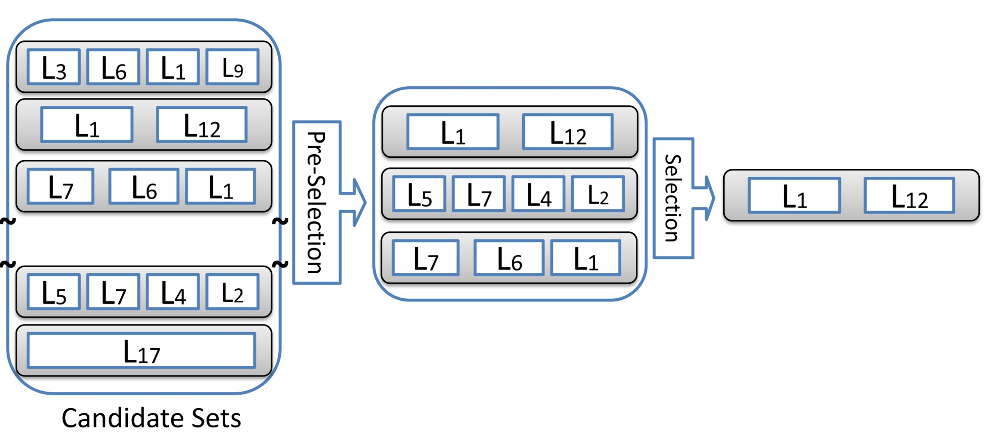 L3 L6 L1 L9
L1 L12
L7 L6 L1
~ ~
~ ~
L5 L7 L4 L2
L17
Candidate Sets
Pre-Selection
L1 L12
L5 L7 L4 L2
L7 L6 L1
Selection
L1 L12